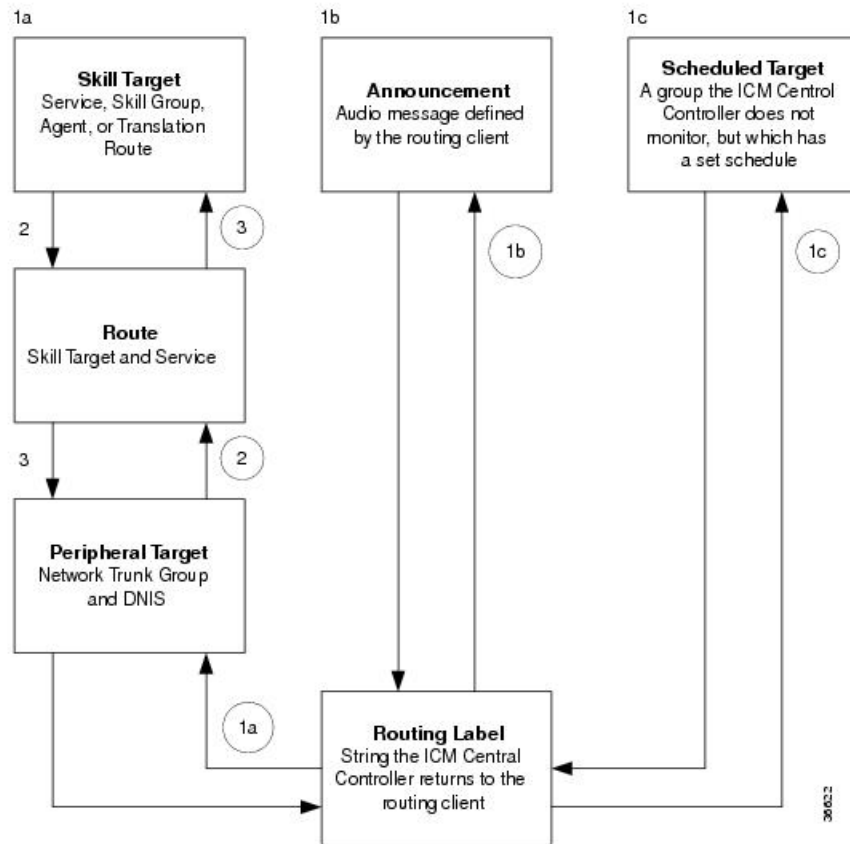 1a
1b
1c
Skill Target
Service, Skill Group,
Agent, or Translation
Route
Announcement
Audio message defined
by the routing client
Scheduled Target
A group the ICM Centrol
Controller does not
monitor, but which has
a set schedule
2
3
1b
1c
Route
Skill Target and Service
3
2
Peripheral Target
Network Trunk Group
and DNIS
1a
Routing Label
String the ICM Central
Controller returns to the
routing client
36622